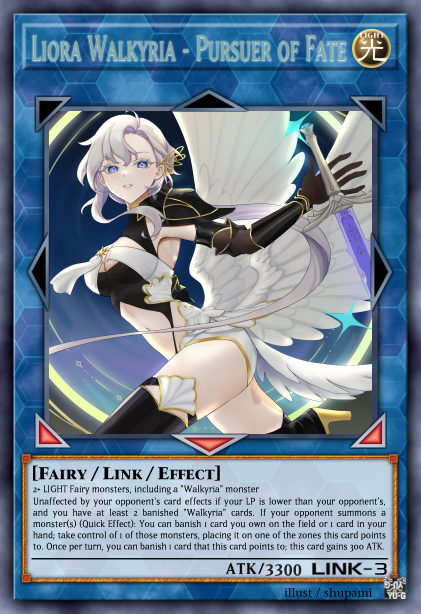 Liora Walkyria - Pursuer of Fate
LIGHT
光
[Fairy / Link / Effect]
2+ LIGHT Fairy monsters, including a "Walkyria" monster
Unaffected by your opponent's card effects if your LP is lower than your opponent's,
and you have at least 2 banished "Walkyria" cards. If your opponent summons a
monster(s) (Quick Effect): You can banish 1 card you own on the field or 1 card in your
hand; take control of 1 of those monsters, placing it on one of the zones this card points
to. Once per turn, you can banish 1 card that this card points to; this card gains 300 ATK.
ATK/3300 LINK-3
illust / shupami